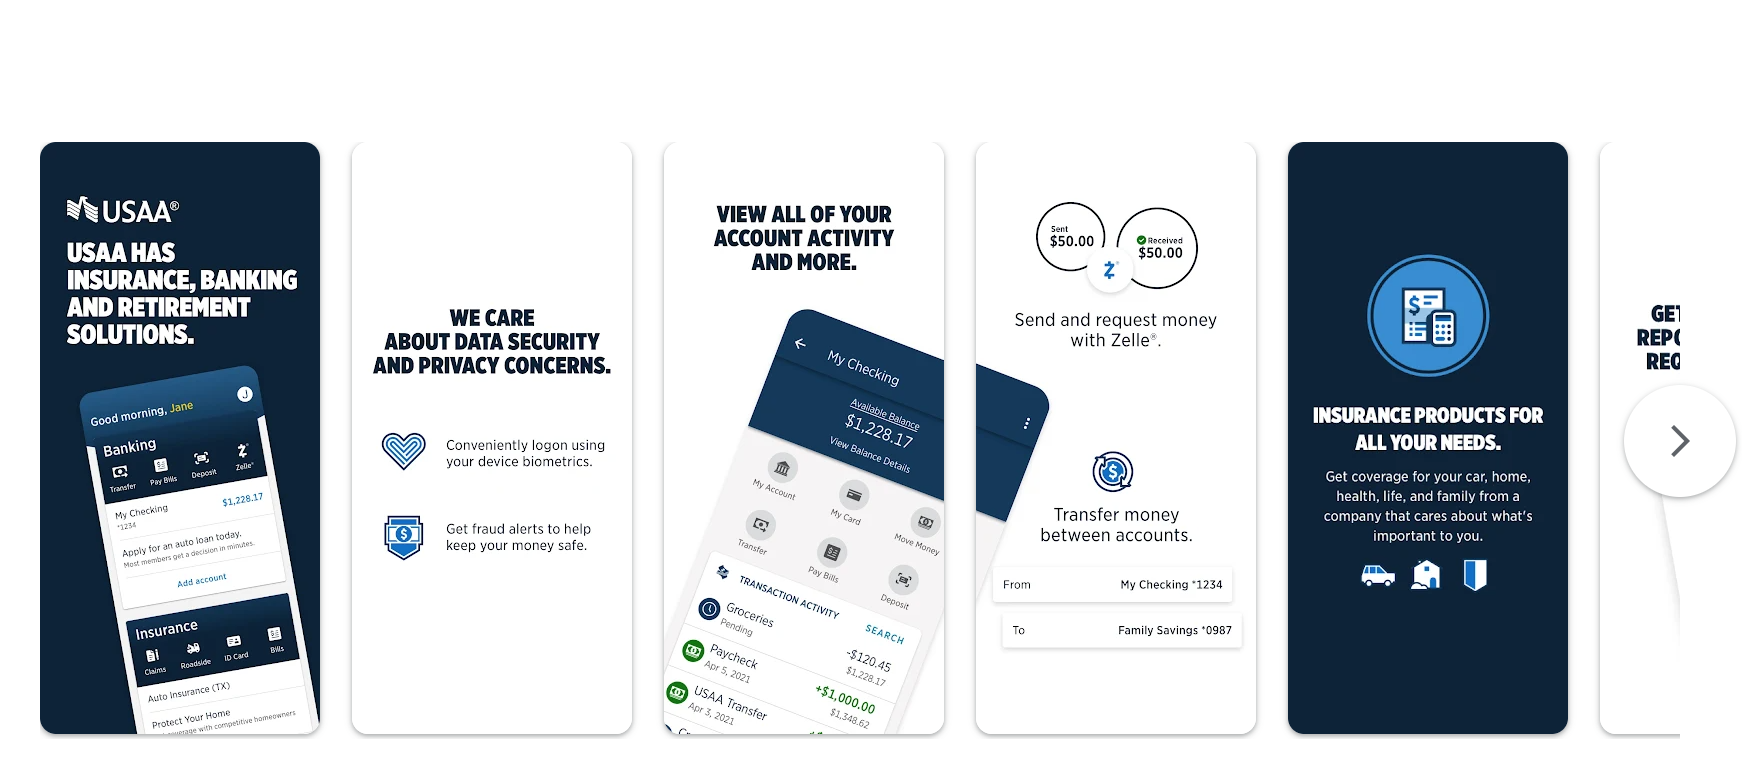 USAA®
USAA HAS
INSURANCE, BANKING
AND RETIREMENT
SOLUTIONS.
Good morning, Jane
J
Banking
Transfer
Pay Bills
Deposit
Zelle®
My Checking
*1234
$1,228.17
Apply for an auto loan today.
Most members get a decision in minutes.
Add account
Insurance
Claims
Roadside
ID Card
Bills
Auto Insurance (TX)
Protect Your Home
coverage with competitive homeowners
WE CARE
ABOUT DATA SECURITY
AND PRIVACY CONCERNS.
Conveniently logon using
your device biometrics.
Get fraud alerts to help
keep your money safe.
VIEW ALL OF YOUR
ACCOUNT ACTIVITY
AND MORE.
My Checking
Available Balance
$1,228.17
View Balance Details
My Account
My Card
Move Money
Transfer
Pay Bills
Deposit
TRANSACTION ACTIVITY
SEARCH
Groceries
Pending
-$120.45
$1,228.17
Paycheck
Apr 5, 2021
+$1,000.00
$1,348.62
USAA Transfer
Apr 3, 2021
Sent
$50.00
Received
$50.00
Send and request money
with Zelle®.
Transfer money
between accounts.
From My Checking *1234
To Family Savings *0987
INSURANCE PRODUCTS FOR
ALL YOUR NEEDS.
Get coverage for your car, home,
health, life, and family from a
company that cares about what's
important to you.
GET